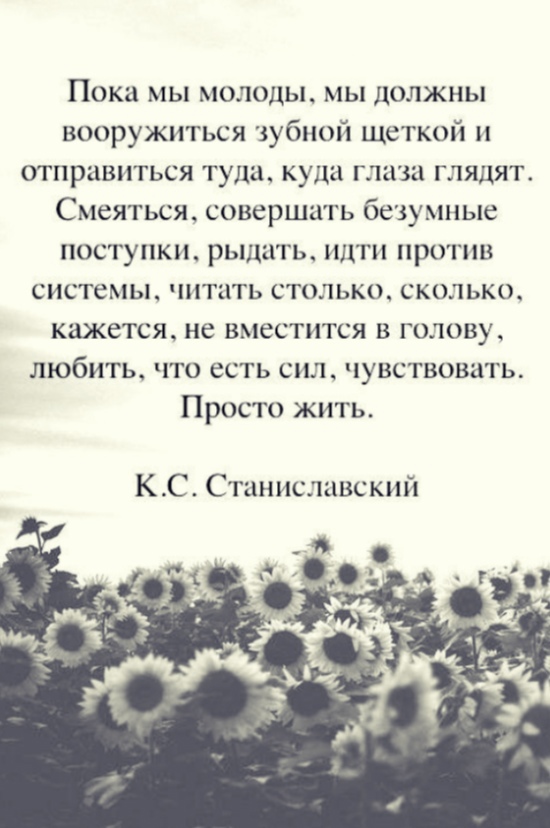 Пока мы молоды, мы должны
вооружиться зубной щеткой и
отправиться туда, куда глаза глядят.
Смеяться, совершать безумные
поступки, рыдать, идти против
системы, читать столько, сколько,
кажется, не вместится в голову,
любить, что есть сил, чувствовать.
Просто жить.
К.С. Станиславский